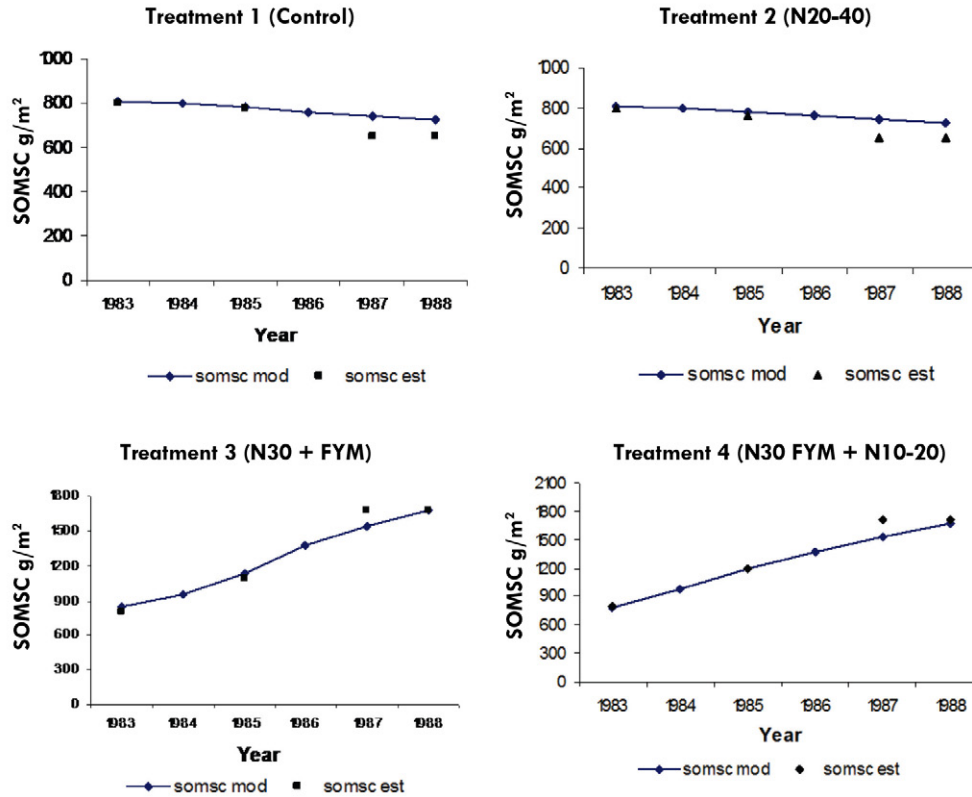 Treatment 1 (Control)
SOMSC g/m²
1000
800
600
400
200
0
1983 1984 1985 1986 1987 1988
Year
somsc mod somsc est
Treatment 2 (N20-40)
SOMSC g/m²
1000
800
600
400
200
0
1983 1984 1985 1986 1987 1988
Year
somsc mod somsc est
Treatment 3 (N30 + FYM)
SOMSC g/m²
1800
1500
1200
900
600
300
0
1983 1984 1985 1986 1987 1988
Year
somsc mod somsc est
Treatment 4 (N30 FYM + N10-20)
SOMSC g/m²
2100
1800
1500
1200
900
600
300
0
1983 1984 1985 1986 1987 1988
Year
somsc mod somsc est